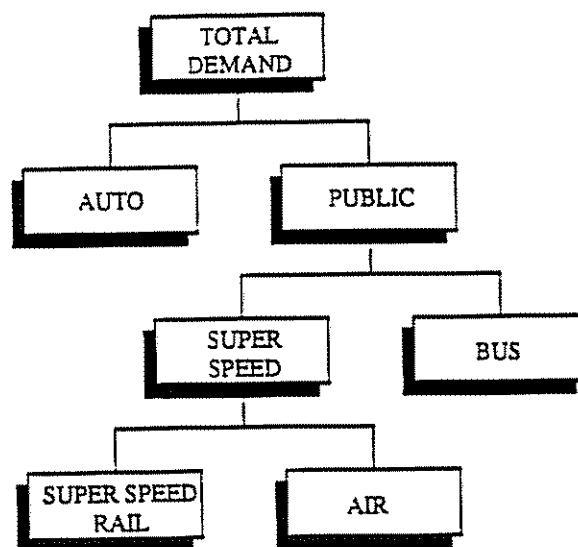 TOTAL
DEMAND
AUTO
PUBLIC
SUPER
SPEED
BUS
SUPER SPEED
RAIL
AIR